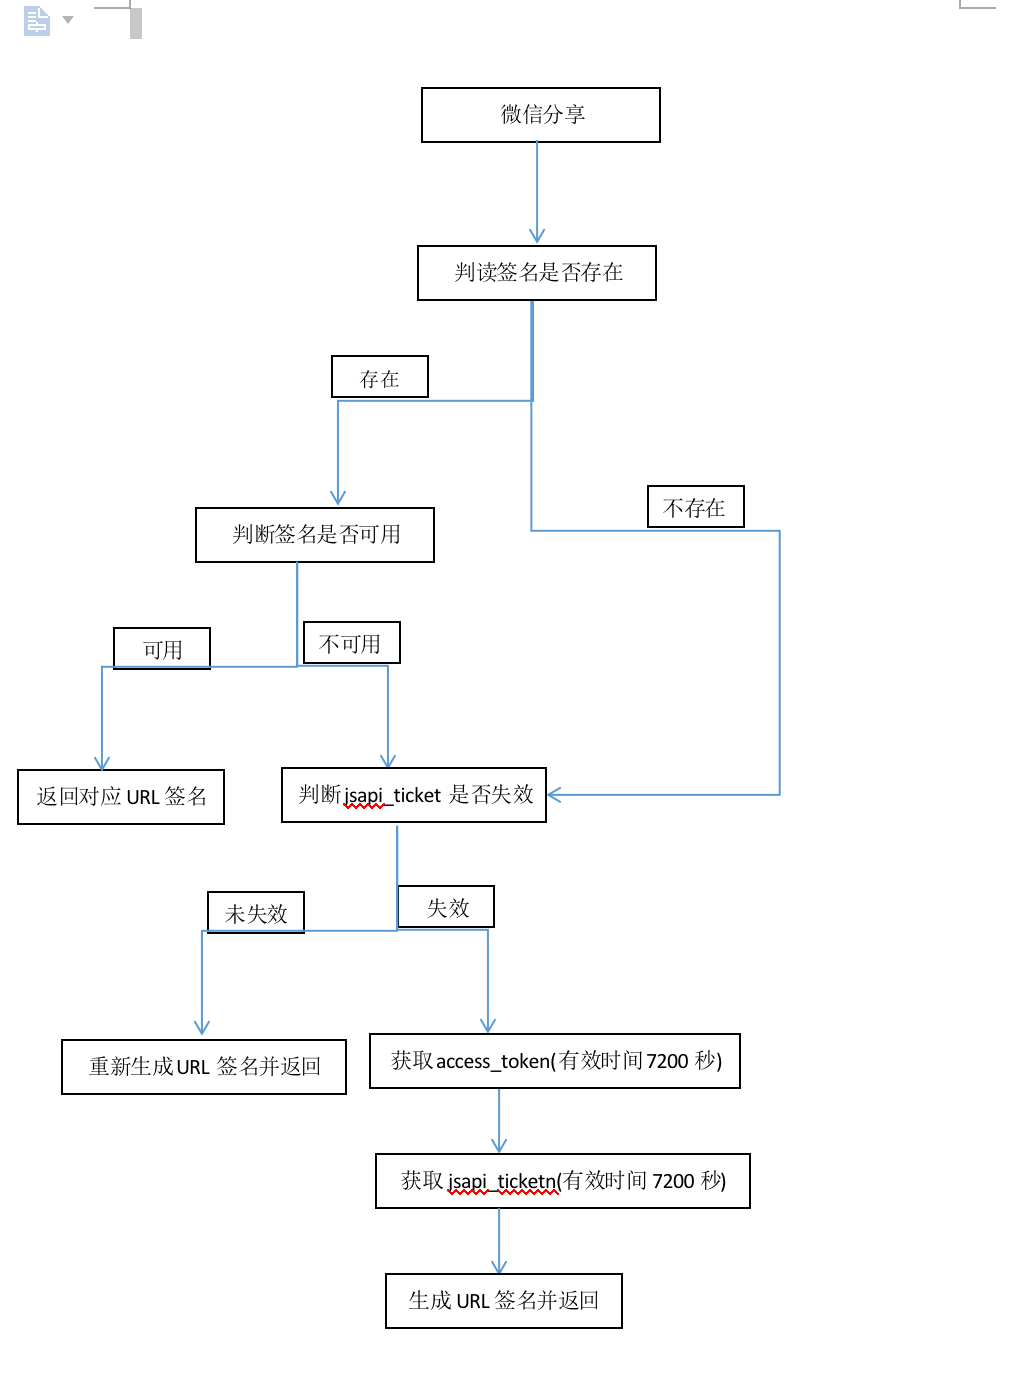 微信分享
判读签名是否存在
存在
不存在
判断签名是否可用
可用
不可用
返回对应 URL 签名
判断 jsapi_ticket 是否失效
未失效
失效
重新生成 URL 签名并返回
获取 access_token(有效时间 7200 秒)
获取 jsapi_ticketn(有效时间 7200 秒)
生成 URL 签名并返回